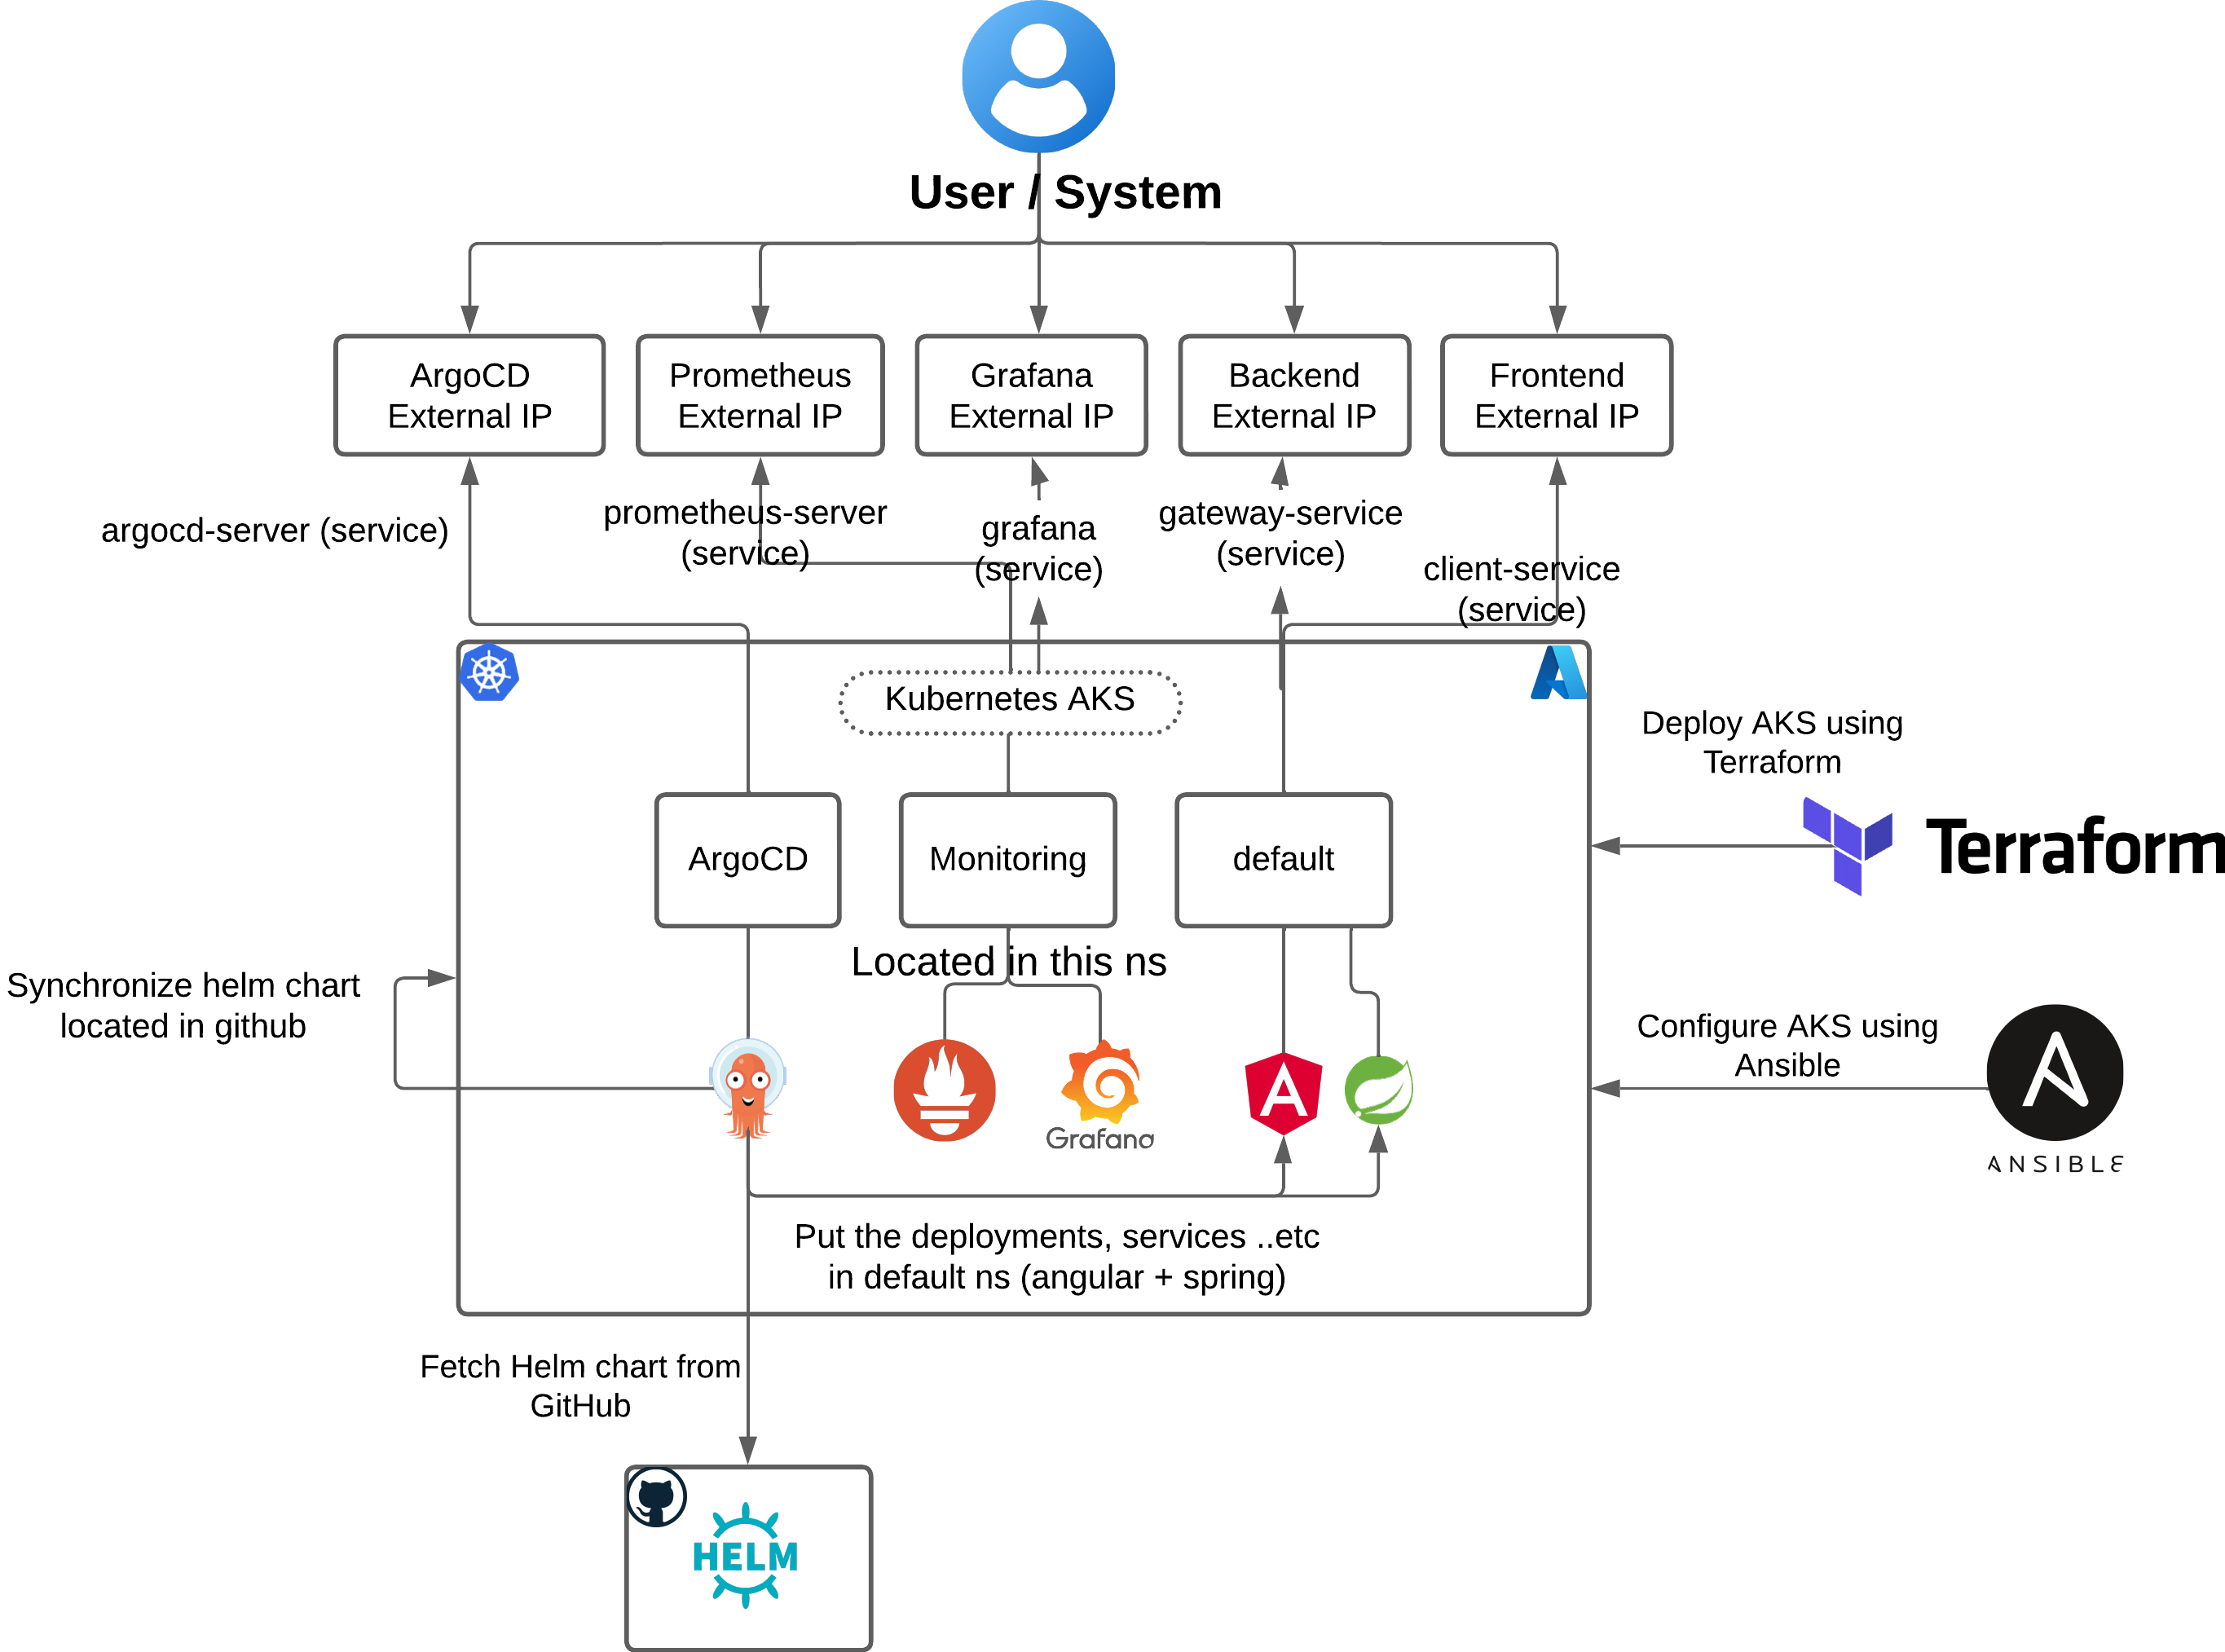 User / System
ArgoCD
External IP
Prometheus
External IP
Grafana
External IP
Backend
External IP
Frontend
External IP
argocd-server (service)
prometheus-server
(service)
grafana
(service)
gateway-service
(service)
client-service
(service)
Kubernetes AKS
Deploy AKS using
Terraform
Terraform
ArgoCD
Monitoring
default
Located in this ns
Synchronize helm chart
located in github
Configure AKS using
Ansible
ANSIBLE
Grafana
Put the deployments, services ..etc
in default ns (angular + spring)
Fetch Helm chart from
GitHub
HELM